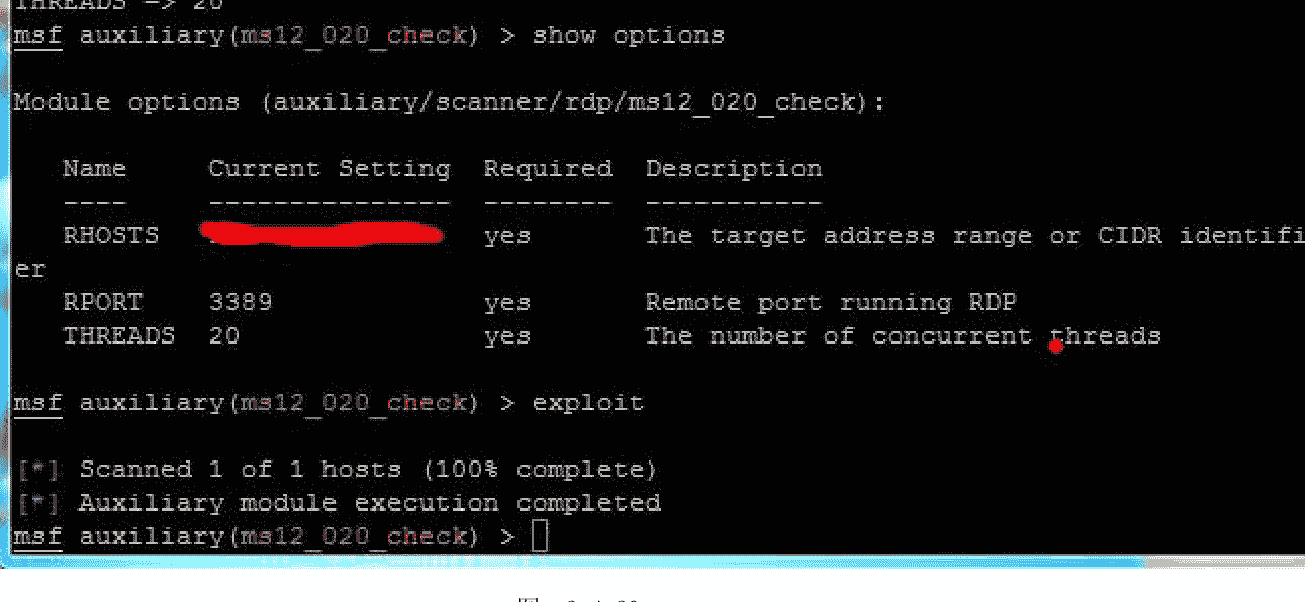 THREADS => 20
msf auxiliary(ms12_020_check) > show options
Module options (auxiliary/scanner/rdp/ms12_020_check):
Name Current Setting Required Description
---- --------------- -------- -----------
RHOSTS yes The target address range or CIDR identifi
er
RPORT 3389 yes Remote port running RDP
THREADS 20 yes The number of concurrent threads
msf auxiliary(ms12_020_check) > exploit
[*] Scanned 1 of 1 hosts (100% complete)
[*] Auxiliary module execution completed
msf auxiliary(ms12_020_check) >